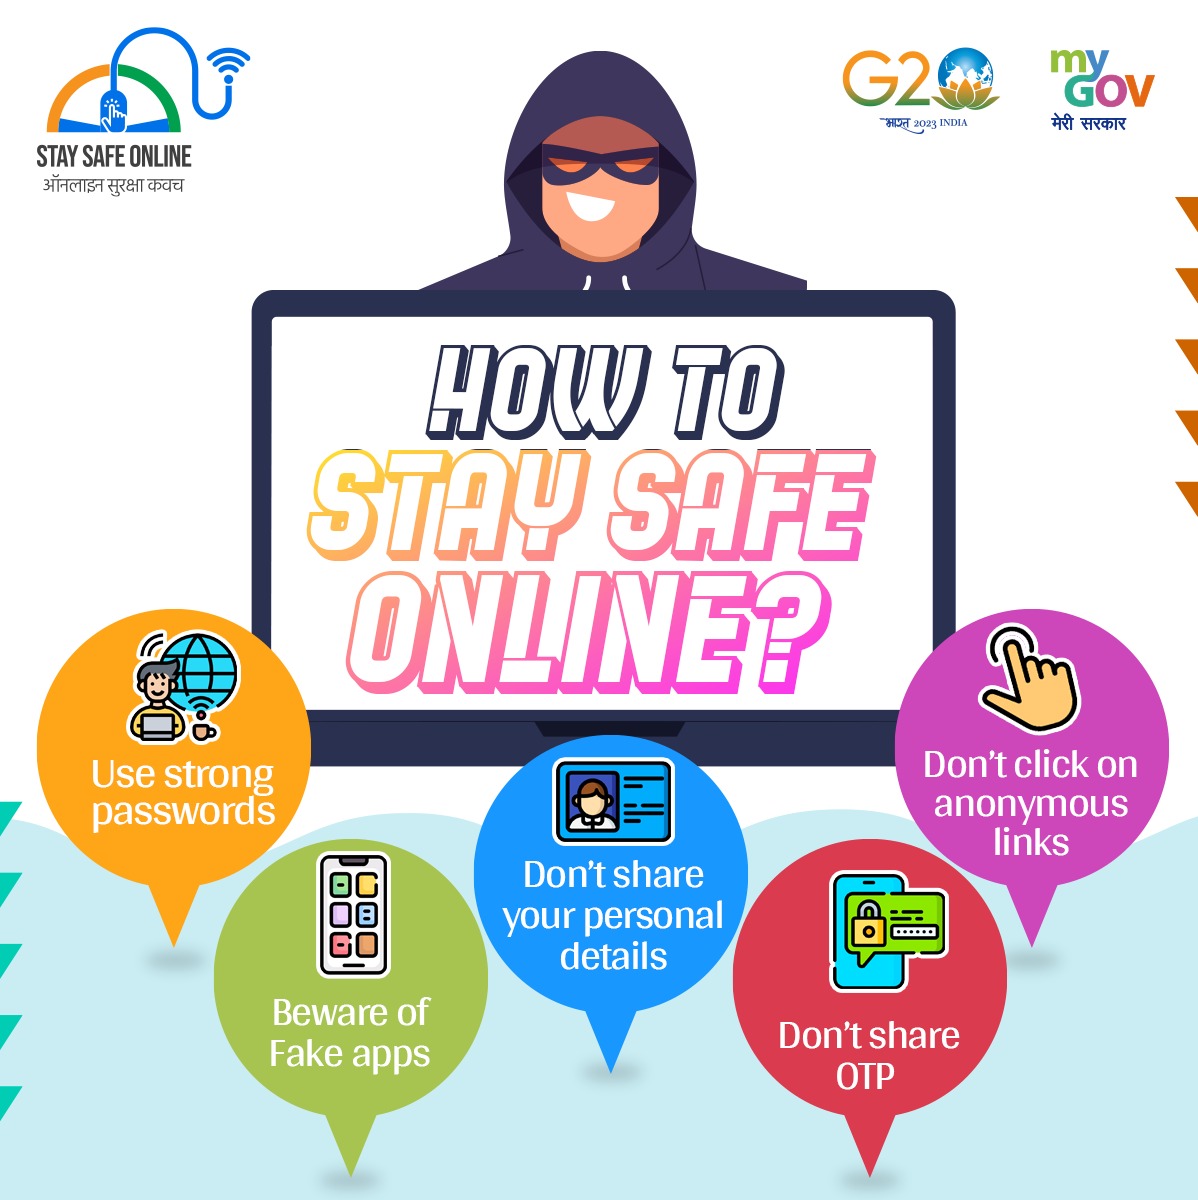 STAY SAFE ONLINE
ऑनलाइन सुरक्षा कवच
G20
भारत 2023 INDIA
my
GOV
मेरी सरकार
HOW TO
STAY SAFE
ONLINE?
Use strong
passwords
Beware of
Fake apps
Don't share
your personal
details
Don't share
OTP
Don't click on
anonymous
links